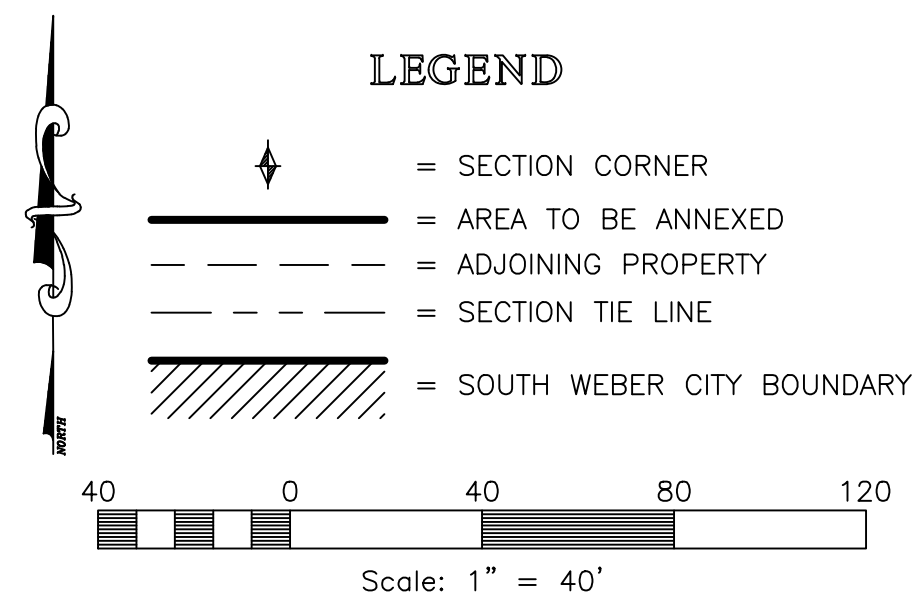 LEGEND
= SECTION CORNER
= AREA TO BE ANNEXED
= ADJOINING PROPERTY
= SECTION TIE LINE
= SOUTH WEBER CITY BOUNDARY
NORTH
40 0 40 80 120
Scale: 1” = 40’